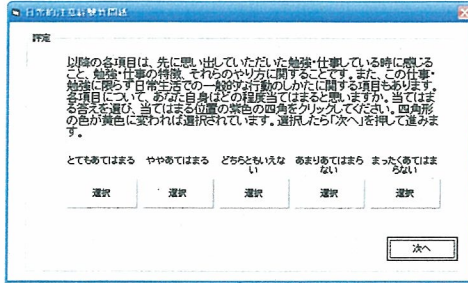 日常的注意経験質問紙
評定
以降の各項目は、先に思い出していただいた勉強・仕事している時に感じる
こと、勉強・仕事の特徴、それらのやり方に関することです。また、この仕事・
勉強に限らず日常生活での一般的な行動のしかたに関する項目もあります。
各項目について、あなた自身はどの程度当てはまると思いますか。当てはま
る答えを選び、当てはまる位置の紫色の四角をクリックしてください。四角形
の色が黄色に変われば選択されています。選択したら「次へ」を押して進みま
す。
とてもあてはまる ややあてはまる どちらともいえな
い あまりあてはまら
ない まったくあてはま
らない
選択 選択 選択 選択 選択
次へ